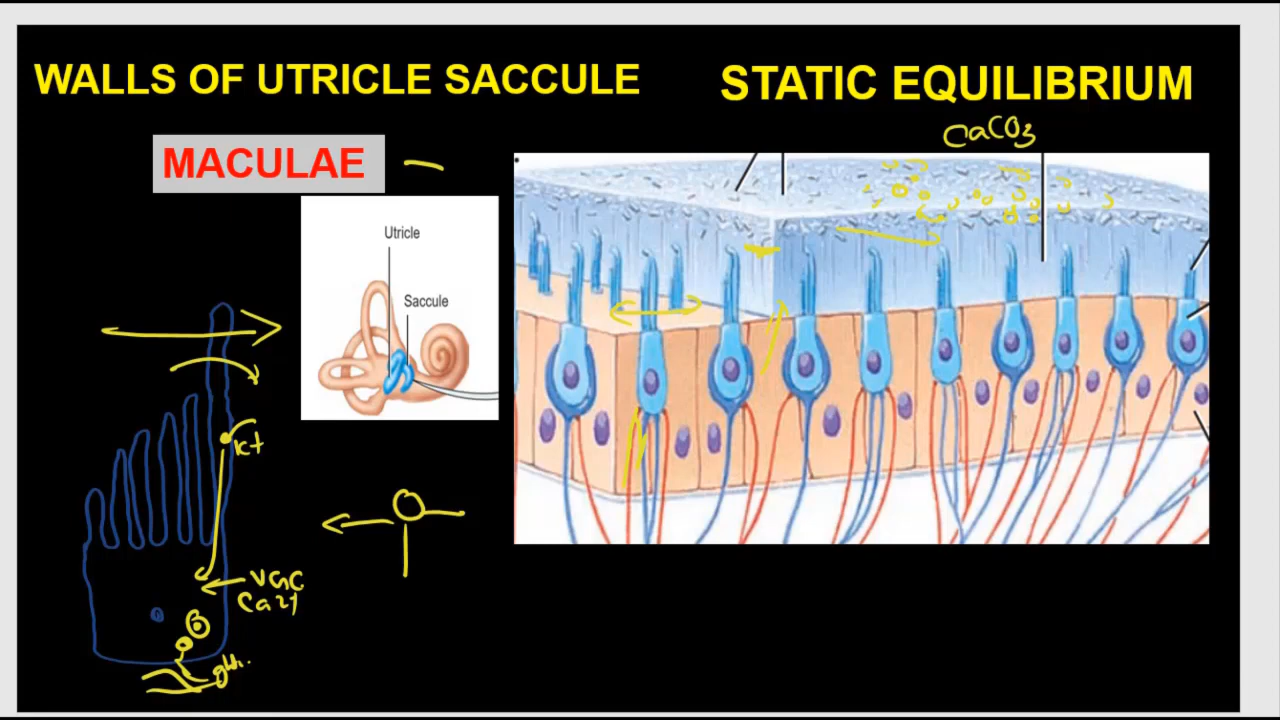 WALLS OF UTRICLE SACCULE
STATIC EQUILIBRIUM
CaCO3
MACULAE
Utricle
Saccule
K+
VGC
Ca2+